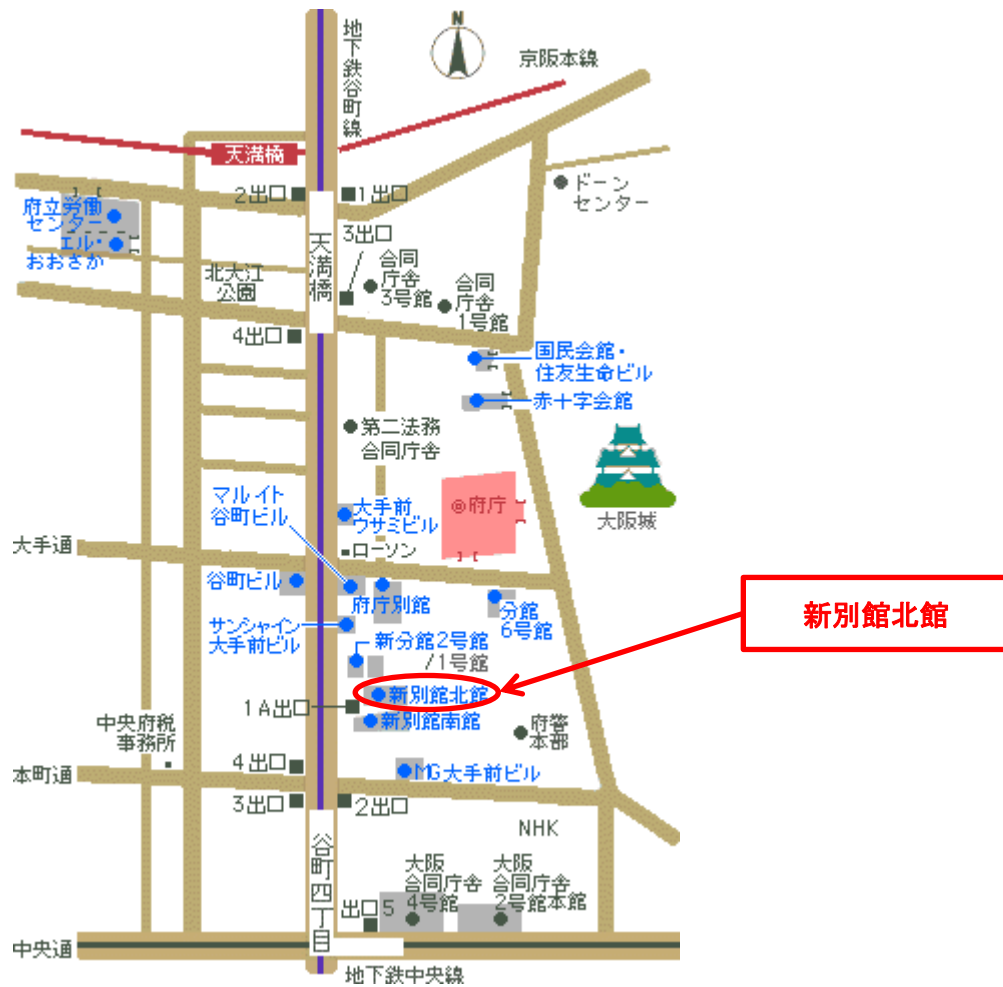 N
地下鉄谷町線
京阪本線
天満橋
2出口
1出口
ドーン
センター
府立労働
センター
エル・
おおさか
3出口
天満橋
合同
庁舎
3号館
合同
庁舎
1号館
北大江
公園
4出口
国民会館・
住友生命ビル
赤十字会館
第二法務
合同庁舎
マルイト
谷町ビル
大手前
ウサミビル
@府庁
大阪城
大手通
ローソン
谷町ビル
府庁別館
分館
6号館
新別館北館
サンシャイン
大手前ビル
新分館2号館
/1号館
新別館北館
1A出口
新別館南館
中央府税
事務所
府警
本部
4出口
本町通
MG大手前ビル
3出口
2出口
NHK
谷町四丁目
大阪
合同庁舎
4号館
大阪
合同庁舎
2号館本館
出口5
中央通
地下鉄中央線